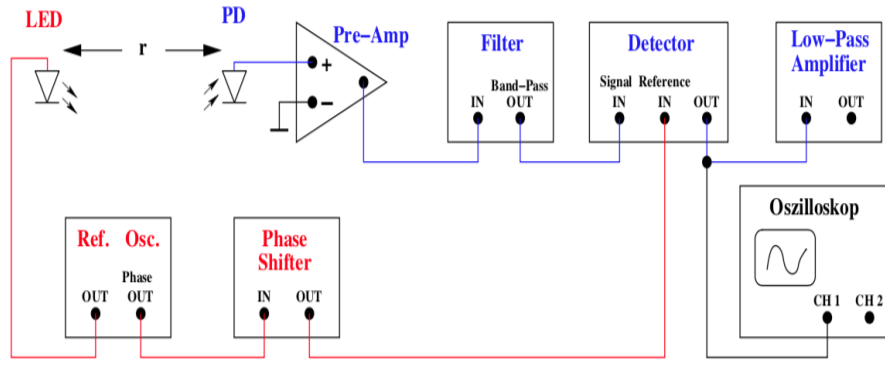 LED
r
PD
Pre-Amp
+
-
Filter
Band-Pass
IN OUT
Detector
Signal Reference
IN IN OUT
Low-Pass
Amplifier
IN OUT
Ref. Osc.
Phase
OUT OUT
Phase
Shifter
IN OUT
Oszilloskop
CH 1 CH 2